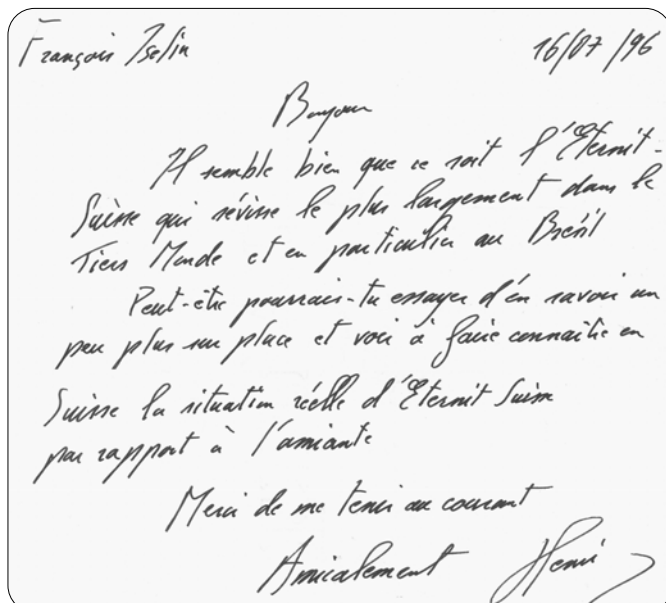 François Iselin 16/07/96
Bonjour
Il semble bien que ce soit l'Éternit-
Suisse qui sévisse le plus largement dans le
Tiers Monde et en particulier au Brésil
Peut-être pourrais-tu essayer d'en savoir un
peu plus sur place et voir à faire connaître en
Suisse la situation réelle d'Eternit Suisse
par rapport à l'amiante
Merci de me tenir au courant
Amicalement Henri